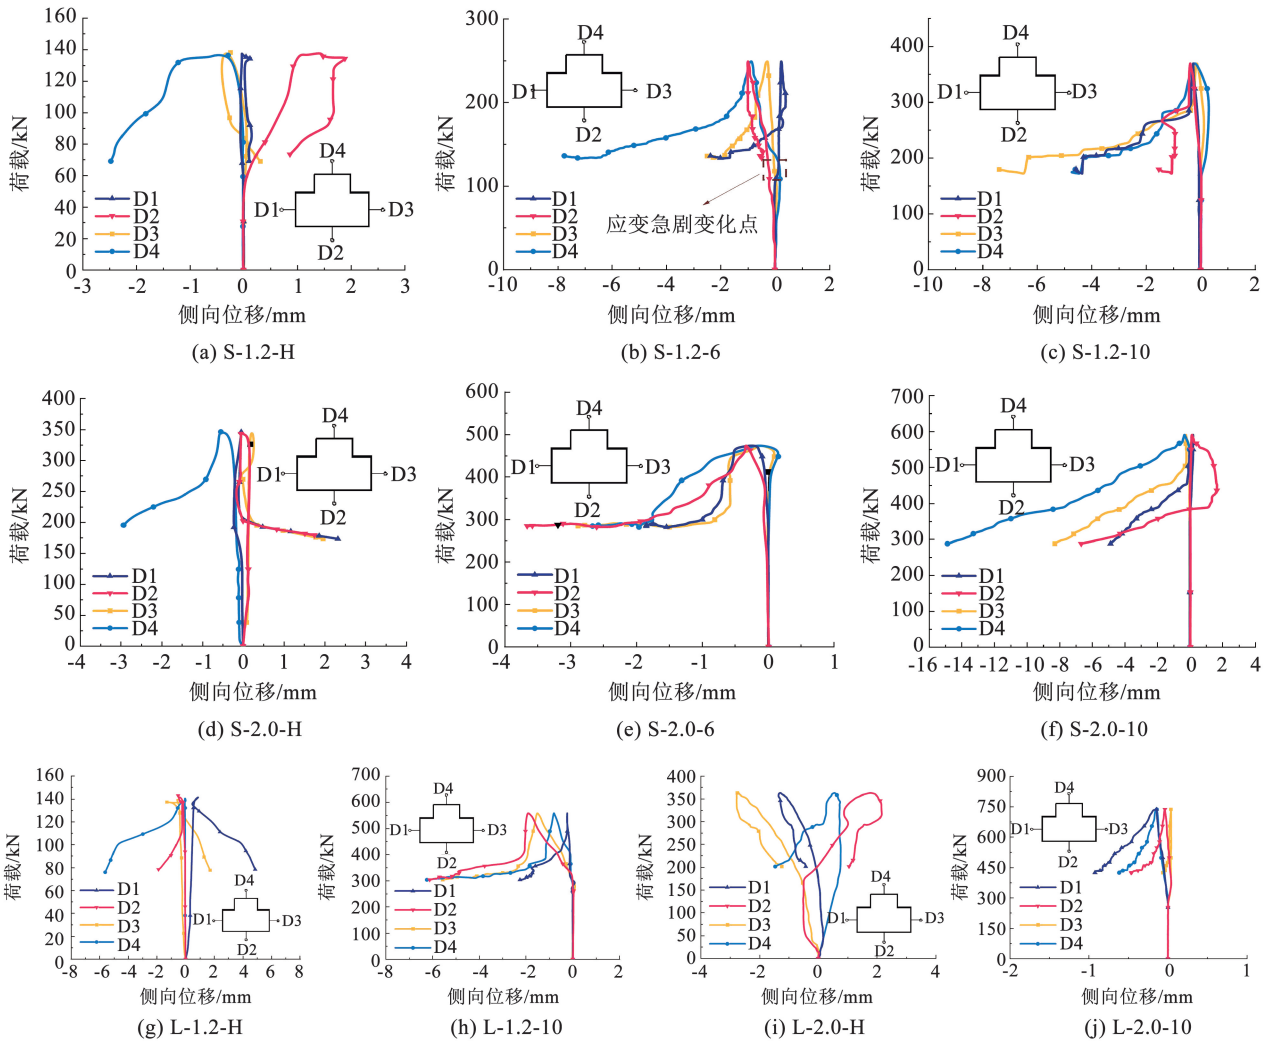 160
140
120
100
80
60
40
20
0
荷载/kN
D1
D2
D3
D4
D4
D1
D3
D2
-3
-2
-1
0
1
2
3
侧向位移/mm
(a) S-1.2-H
300
250
200
150
100
50
0
荷载/kN
D4
D1
D3
D2
应变急剧变化点
D1
D2
D3
D4
-10
-8
-6
-4
-2
0
2
侧向位移/mm
(b) S-1.2-6
400
300
200
100
0
荷载/kN
D4
D1
D3
D2
D1
D2
D3
D4
-10
-8
-6
-4
-2
0
2
侧向位移/mm
(c) S-1.2-10
400
350
300
250
200
150
100
50
0
荷载/kN
D4
D1
D3
D2
D1
D2
D3
D4
-4
-3
-2
-1
0
1
2
3
4
侧向位移/mm
(d) S-2.0-H
600
500
400
300
200
100
0
荷载/kN
D4
D1
D3
D2
D1
D2
D3
D4
-4
-3
-2
-1
0
1
侧向位移/mm
(e) S-2.0-6
700
600
500
400
300
200
100
0
荷载/kN
D4
D1
D3
D2
D1
D2
D3
D4
-16
-14
-12
-10
-8
-6
-4
-2
0
2
4
侧向位移/mm
(f) S-2.0-10
160
140
120
100
80
60
40
20
0
荷载/kN
D1
D2
D3
D4
D4
D1
D3
D2
-8
-6
-4
-2
0
2
4
6
8
侧向位移/mm
(g) L-1.2-H
700
600
500
400
300
200
100
0
荷载/kN
D4
D1
D3
D2
D1
D2
D3
D4
-8
-6
-4
-2
0
2
侧向位移/mm
(h) L-1.2-10
400
350
300
250
200
150
100
50
0
荷载/kN
D1
D2
D3
D4
D4
D1
D3
D2
-4
-2
0
2
4
侧向位移/mm
(i) L-2.0-H
900
750
600
450
300
150
0
荷载/kN
D4
D1
D3
D2
D1
D2
D3
D4
-2
-1
0
1
侧向位移/mm
(j) L-2.0-10